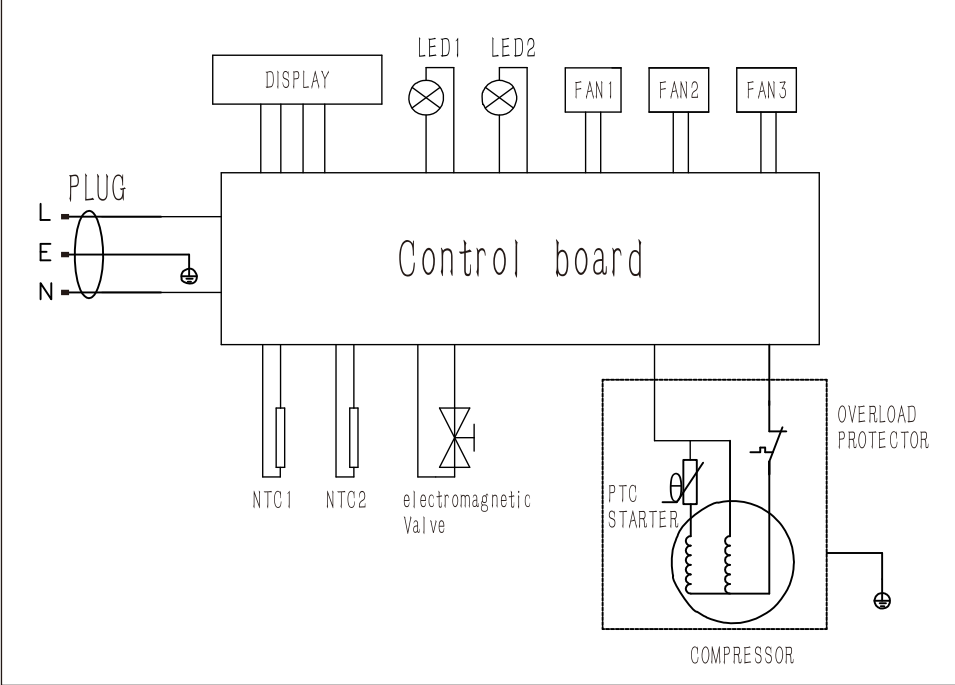 LED1 LED2
DISPLAY
FAN1 FAN2 FAN3
PLUG
L
E
N
Control board
OVERLOAD
PROTECTOR
NTC1 NTC2 electromagnetic
Valve
PTC
STARTER
θ
COMPRESSOR